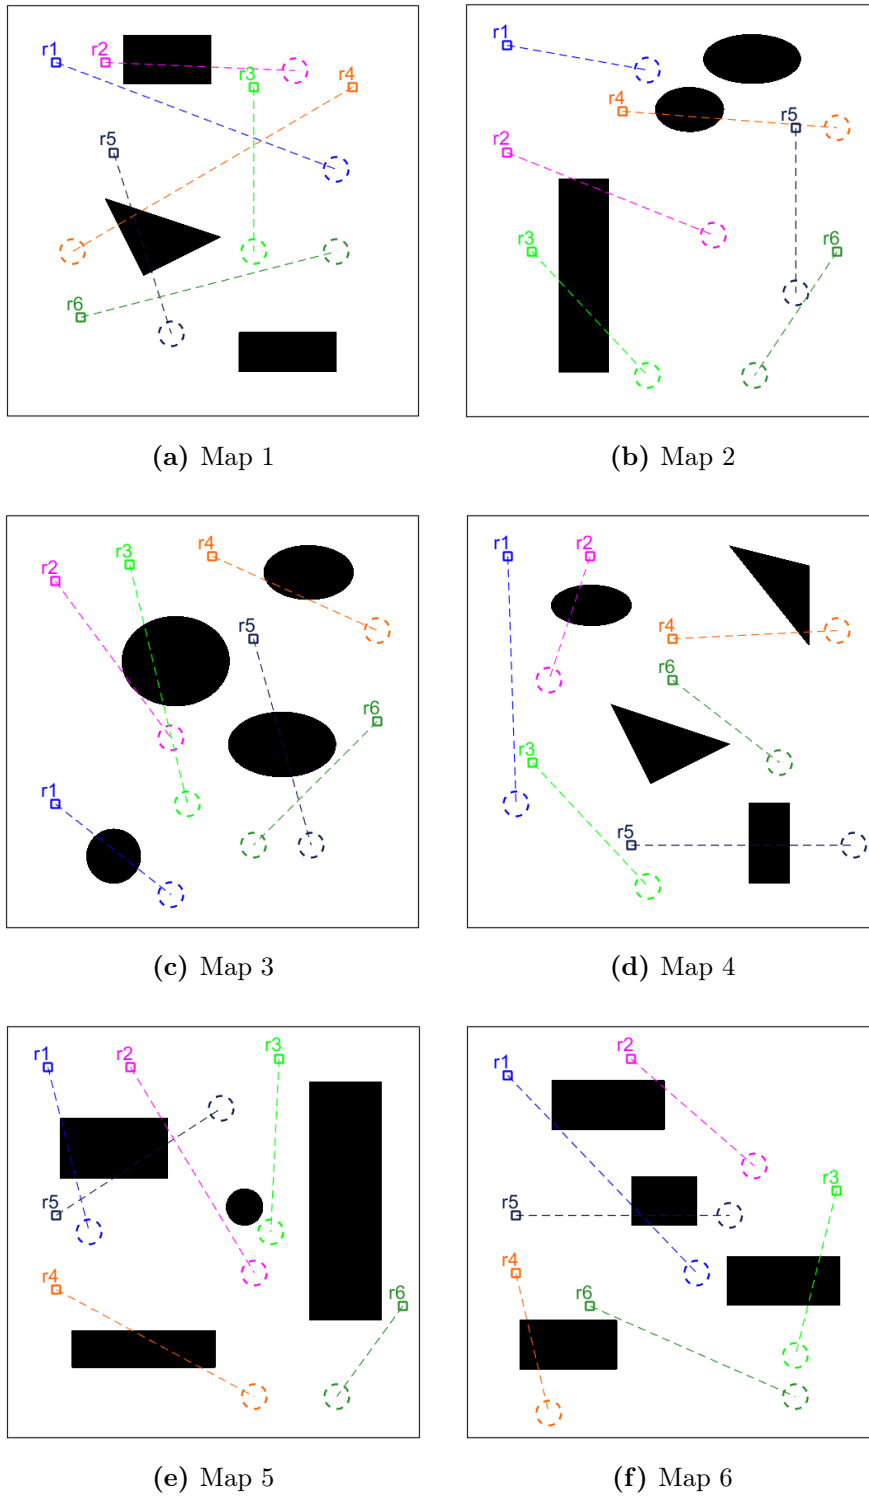 r1 r2 r3 r4
r5
r6
(a) Map 1
r1
r4 r5
r2
r3 r6
(b) Map 2
r4
r3
r2
r5
r6
r1
(c) Map 3
r1 r2
r4
r6
r3
r5
(d) Map 4
r1 r2 r3
r5
r4
r6
(e) Map 5
r2
r1
r3
r5
r4
r6
(f) Map 6